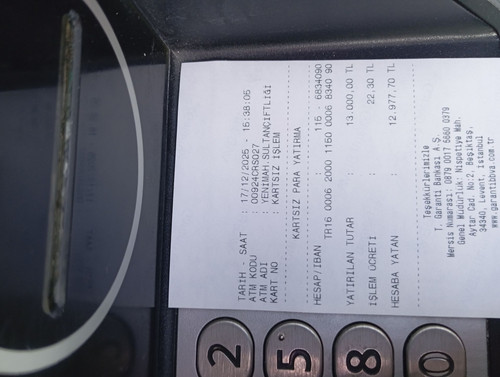 TARİH - SAAT : 17/12/2025 - 15:38:05
ATM KODU : 00924CRS027
ATM ADI : YENİMAH.SULTANÇİFTLİĞİ
KART NO : KARTSIZ İŞLEM
KARTSIZ PARA YATIRMA
HESAP/IBAN : 115 - 6834090
TR16 0006 2000 1150 0006 8340 90
YATIRILAN TUTAR : 13.000,00 TL
İŞLEM ÜCRETİ : 22,30 TL
HESABA YATAN : 12.977,70 TL
Teşekkürlerimizle
T. Garanti Bankası A.Ş.
Mersis Numarası: 0879 0017 5660 0379
Genel Müdürlük: Nispetiye Mah.
Aytar Cad. No:2, Beşiktaş,
34340, Levent, İstanbul
www.garantibbva.com.tr
2
5
8
0